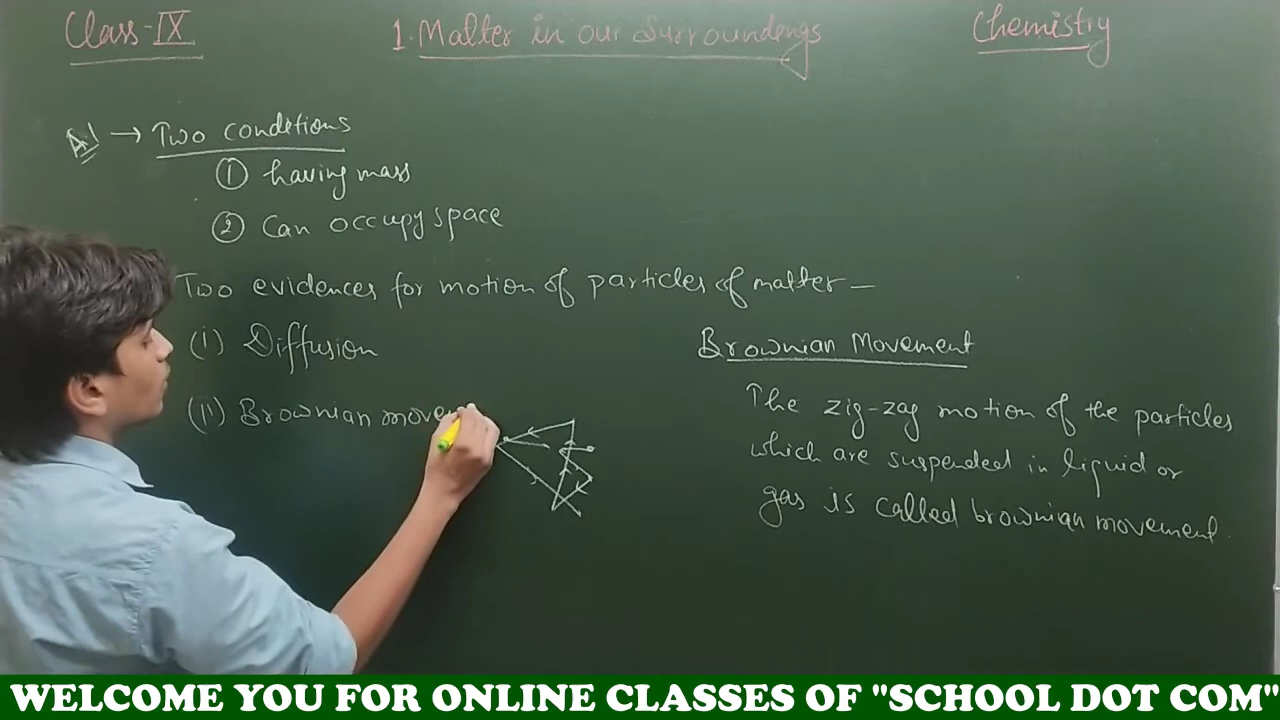 Class-IX
1. Matter in our Surroundings
Chemistry
A.1 → Two conditions
① having mass
② Can occupy space
Two evidences for motion of particles of matter —
(i) Diffusion
(ii) Brownian movem
Brownian Movement
The zig-zag motion of the particles
which are suspended in liquid or
gas is called brownian movement.
WELCOME YOU FOR ONLINE CLASSES OF "SCHOOL DOT COM"